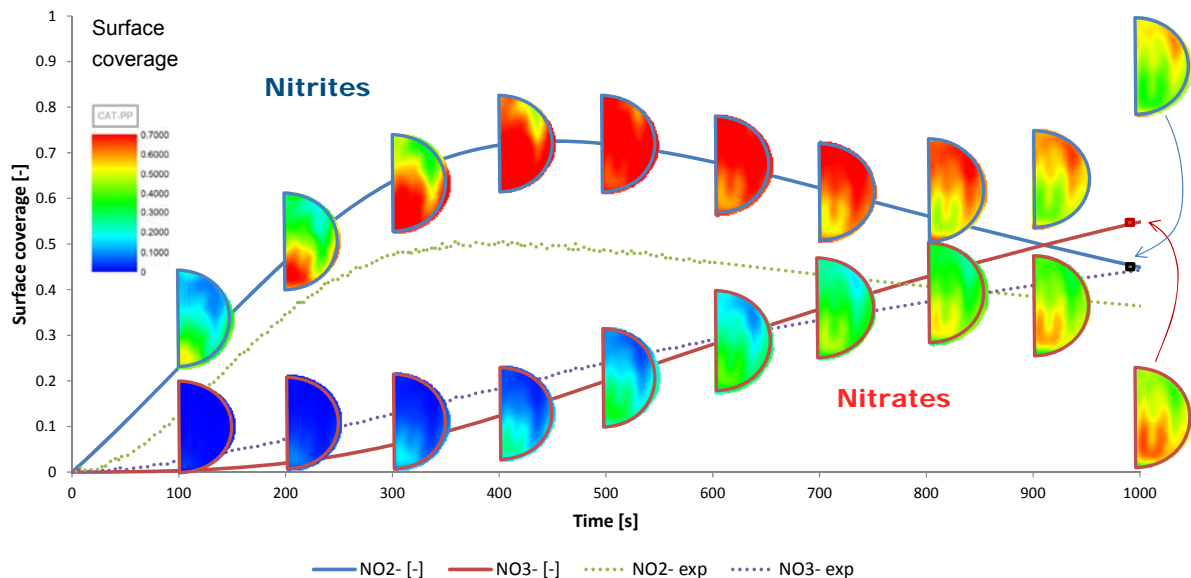 1
0.9
0.8
0.7
0.6
0.5
0.4
0.3
0.2
0.1
0
Surface coverage [-]
Surface
coverage
CAT-PP
0.7000
0.6000
0.5000
0.4000
0.3000
0.2000
0.1000
0
Nitrites
Nitrates
0 100 200 300 400 500 600 700 800 900 1000
Time [s]
NO2- [-] NO3- [-] NO2- exp NO3- exp